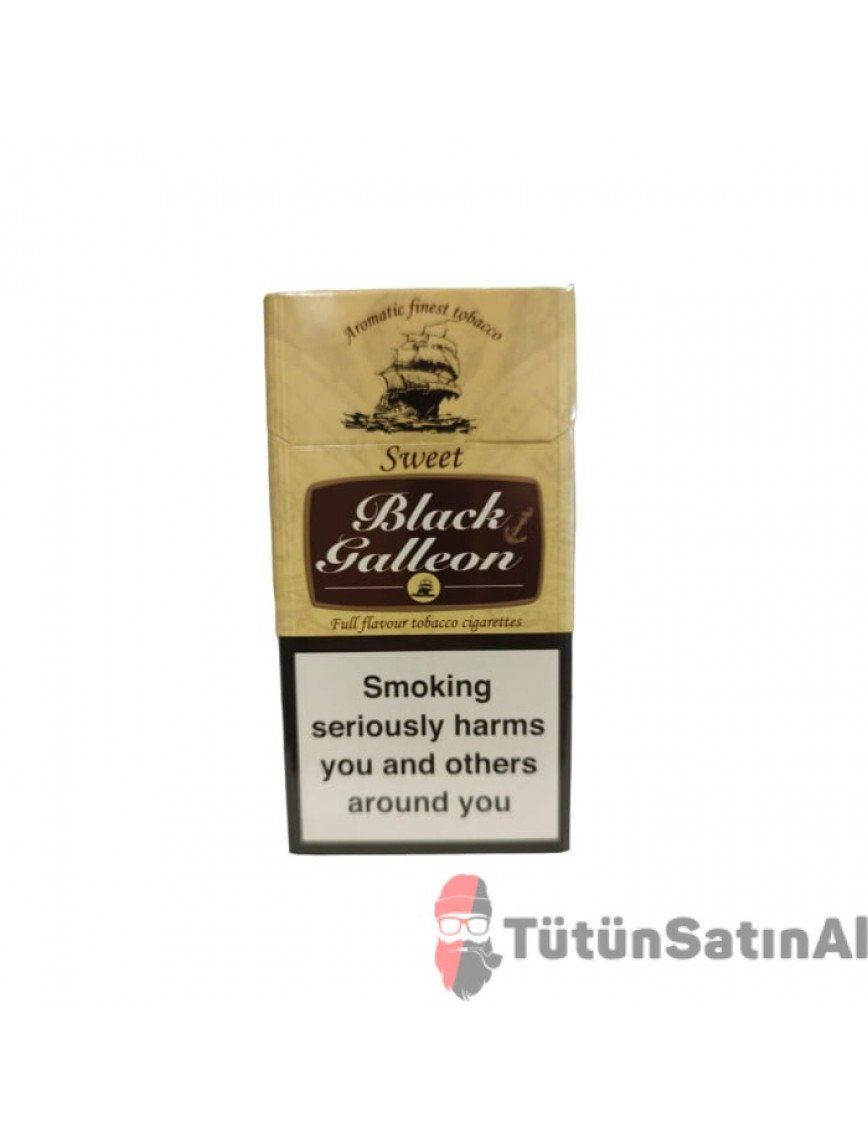 Aromatic finest tobacco
Sweet
Black
Galleon
Full flavour tobacco cigarettes
Smoking
seriously harms
you and others
around you
TütünSatınAl